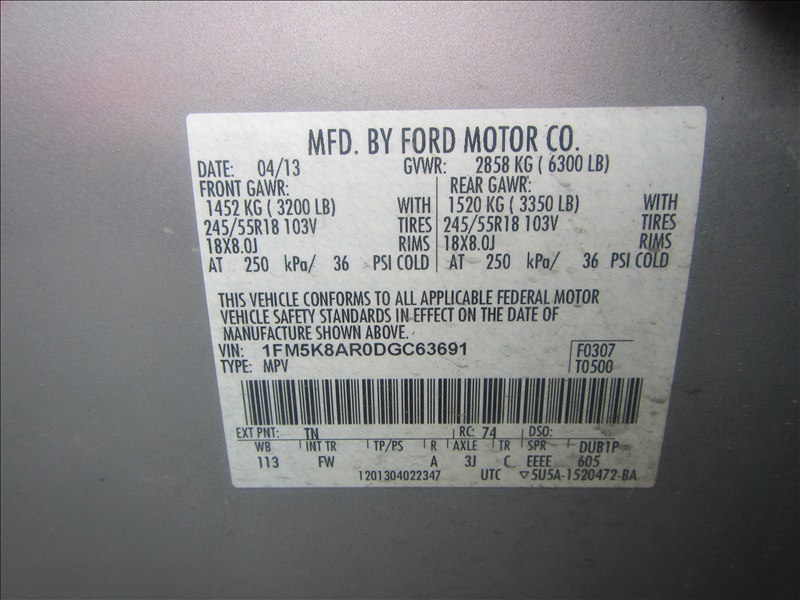 MFD. BY FORD MOTOR CO.
DATE: 04/13 GVWR: 2858 KG ( 6300 LB)
FRONT GAWR: REAR GAWR:
1452 KG ( 3200 LB) WITH 1520 KG ( 3350 LB) WITH
245/55R18 103V TIRES 245/55R18 103V TIRES
18X8.0J RIMS 18X8.0J RIMS
AT 250 kPa/ 36 PSI COLD AT 250 kPa/ 36 PSI COLD
THIS VEHICLE CONFORMS TO ALL APPLICABLE FEDERAL MOTOR
VEHICLE SAFETY STANDARDS IN EFFECT ON THE DATE OF
MANUFACTURE SHOWN ABOVE.
VIN: 1FM5K8AR0DGC63691 F0307
TYPE: MPV T0500
EXT PNT: TN RC: 74 DSO:
WB INT TR TP/PS R AXLE TR SPR DUB1P
113 FW A 3J C EEEE 605
1201304022347 UTC ▽5U5A-1520472-BA